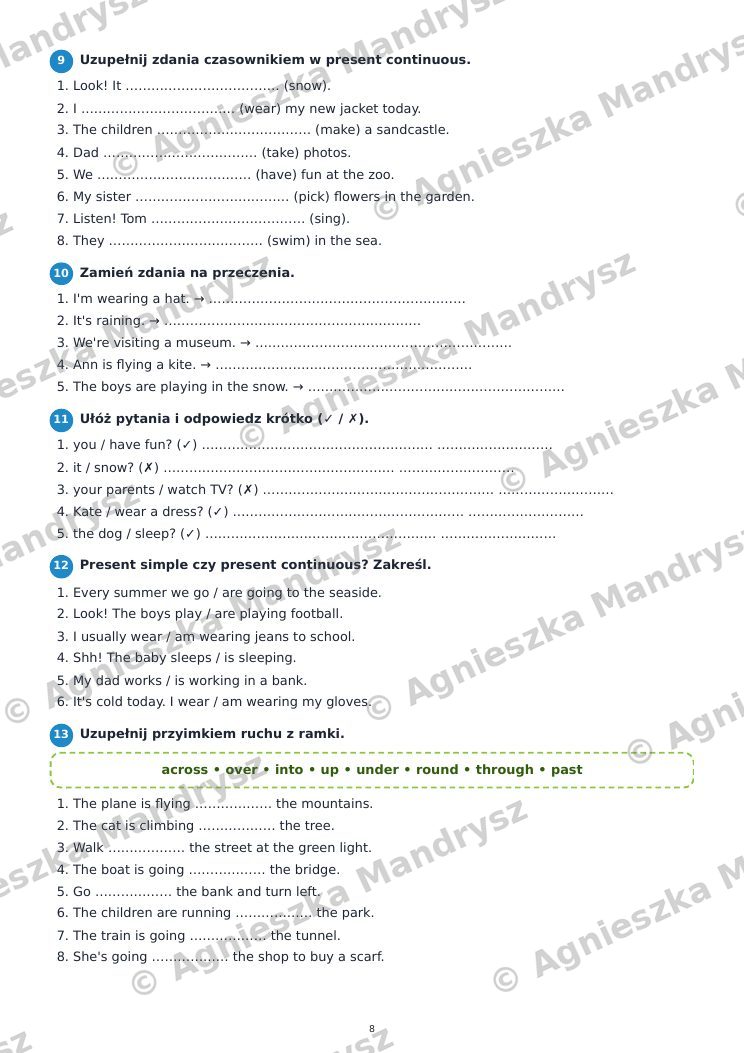 9 Uzupełnij zdania czasownikiem w present continuous.
1. Look! It .................................... (snow).
2. I .................................... (wear) my new jacket today.
3. The children .................................... (make) a sandcastle.
4. Dad .................................... (take) photos.
5. We .................................... (have) fun at the zoo.
6. My sister .................................... (pick) flowers in the garden.
7. Listen! Tom .................................... (sing).
8. They .................................... (swim) in the sea.
10 Zamień zdania na przeczenia.
1. I'm wearing a hat. → ............................................................
2. It's raining. → ............................................................
3. We're visiting a museum. → ............................................................
4. Ann is flying a kite. → ............................................................
5. The boys are playing in the snow. → ............................................................
11 Ułóż pytania i odpowiedz krótko (✓ / ✗).
1. you / have fun? (✓) ...................................................... ...........................
2. it / snow? (✗) ...................................................... ...........................
3. your parents / watch TV? (✗) ...................................................... ...........................
4. Kate / wear a dress? (✓) ...................................................... ...........................
5. the dog / sleep? (✓) ...................................................... ...........................
12 Present simple czy present continuous? Zakreśl.
1. Every summer we go / are going to the seaside.
2. Look! The boys play / are playing football.
3. I usually wear / am wearing jeans to school.
4. Shh! The baby sleeps / is sleeping.
5. My dad works / is working in a bank.
6. It's cold today. I wear / am wearing my gloves.
13 Uzupełnij przyimkiem ruchu z ramki.
across • over • into • up • under • round • through • past
1. The plane is flying .................. the mountains.
2. The cat is climbing .................. the tree.
3. Walk .................. the street at the green light.
4. The boat is going .................. the bridge.
5. Go .................. the bank and turn left.
6. The children are running .................. the park.
7. The train is going .................. the tunnel.
8. She's going .................. the shop to buy a scarf.
8
© Agnieszka Mandrysz